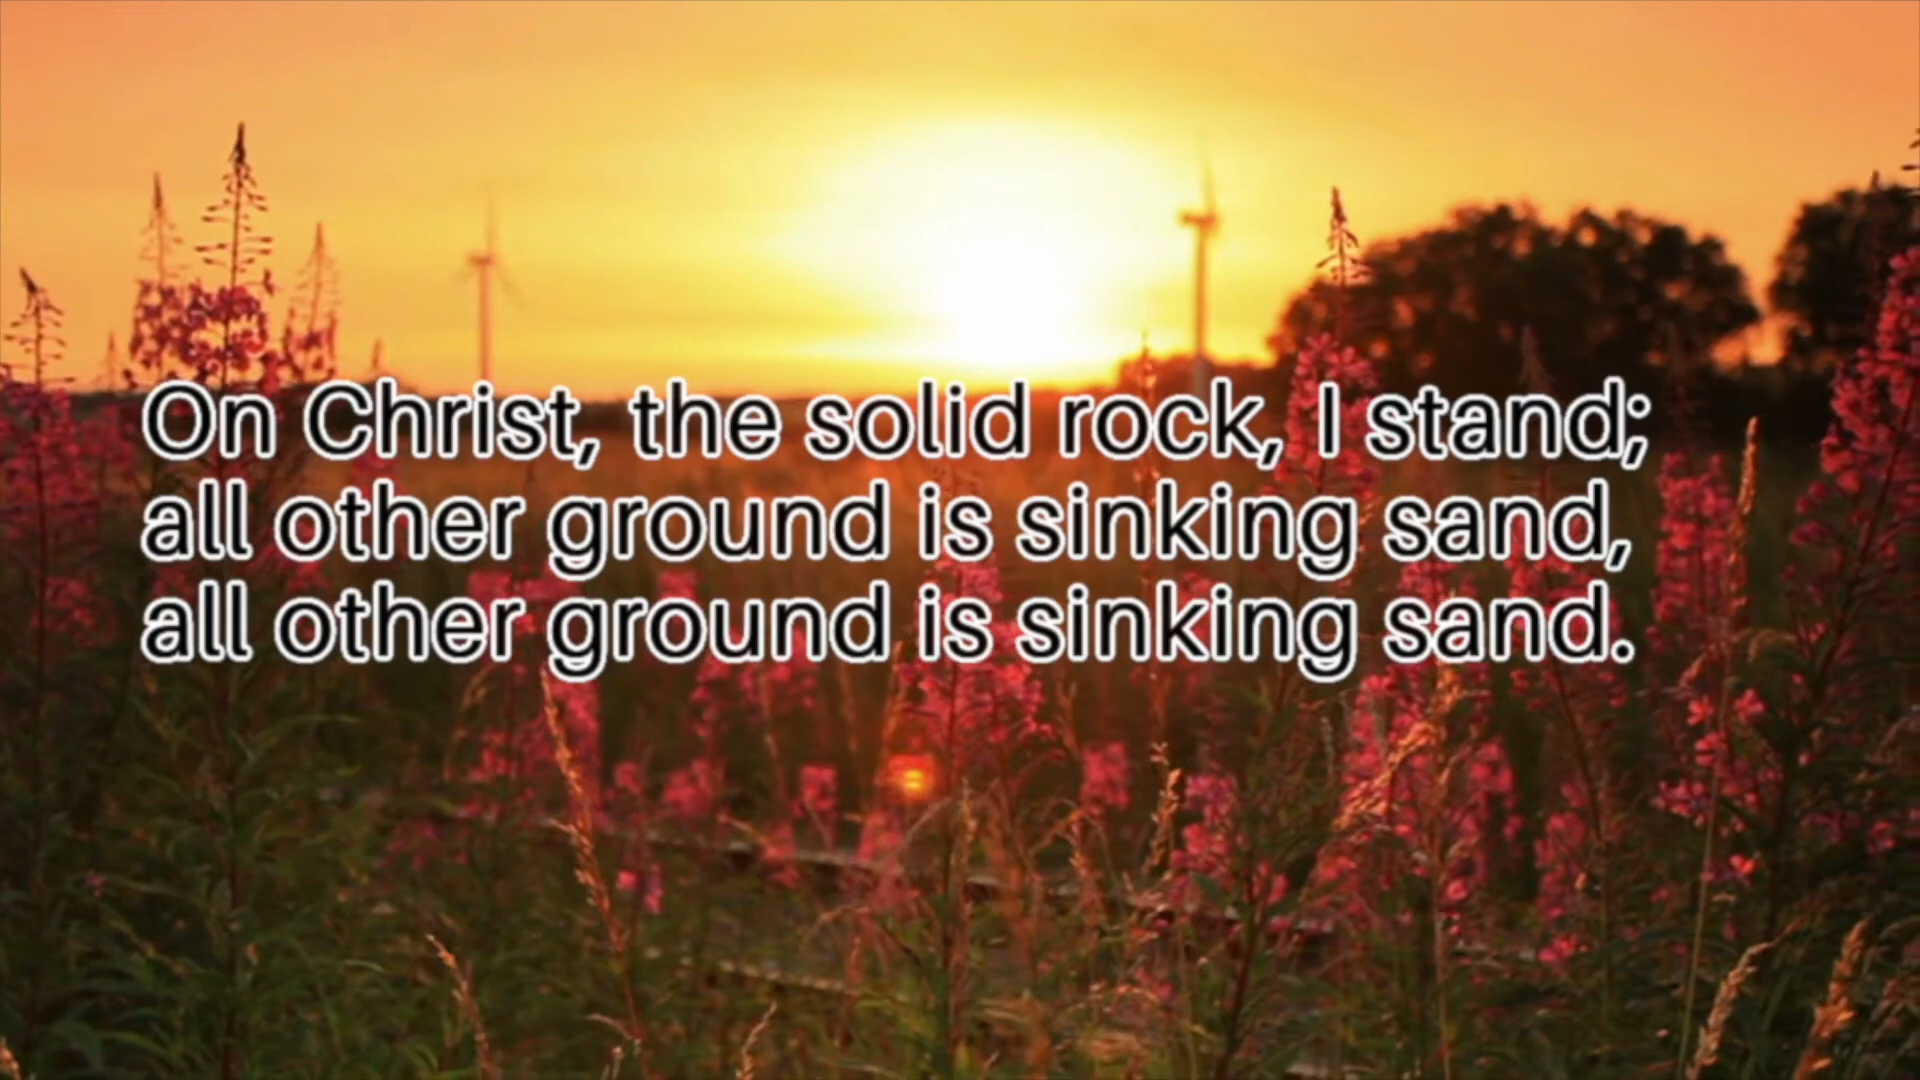 On Christ, the solid rock, I stand;
all other ground is sinking sand,
all other ground is sinking sand.